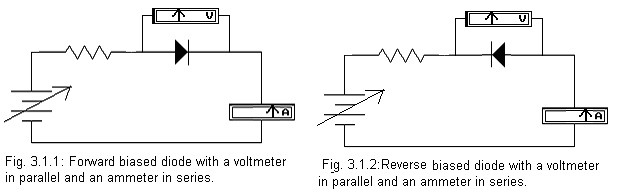 V
V
A
A
Fig. 3.1.1: Forward biased diode with a voltmeter
in parallel and an ammeter in series.
Fig. 3.1.2:Reverse biased diode with a voltmeter
in parallel and an ammeter in series.